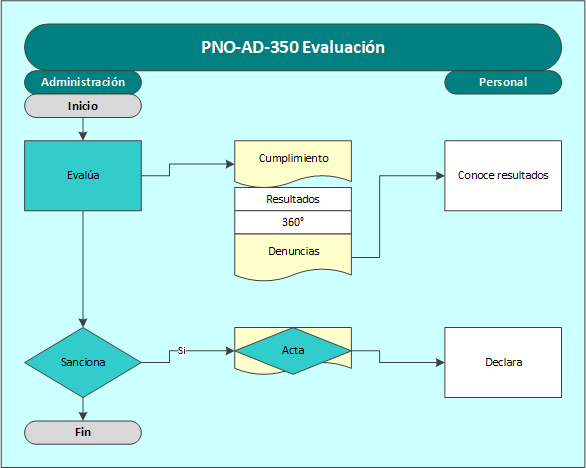 PNO-AD-350 Evaluación
Administración
Personal
Inicio
Evalúa
Cumplimiento
Conoce resultados
Resultados
360°
Denuncias
Sanciona
Si
Acta
Declara
Fin